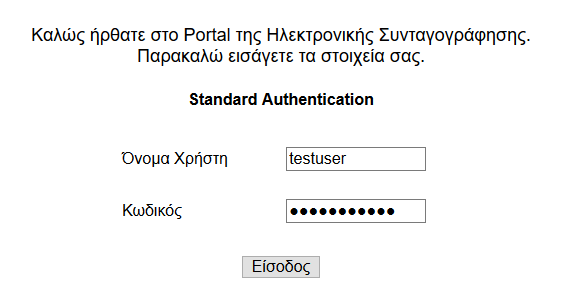 Καλώς ήρθατε στο Portal της Ηλεκτρονικής Συνταγογράφησης.
Παρακαλώ εισάγετε τα στοιχεία σας.
Standard Authentication
Όνομα Χρήστη testuser
Κωδικός ●●●●●●●●●●●
Είσοδος